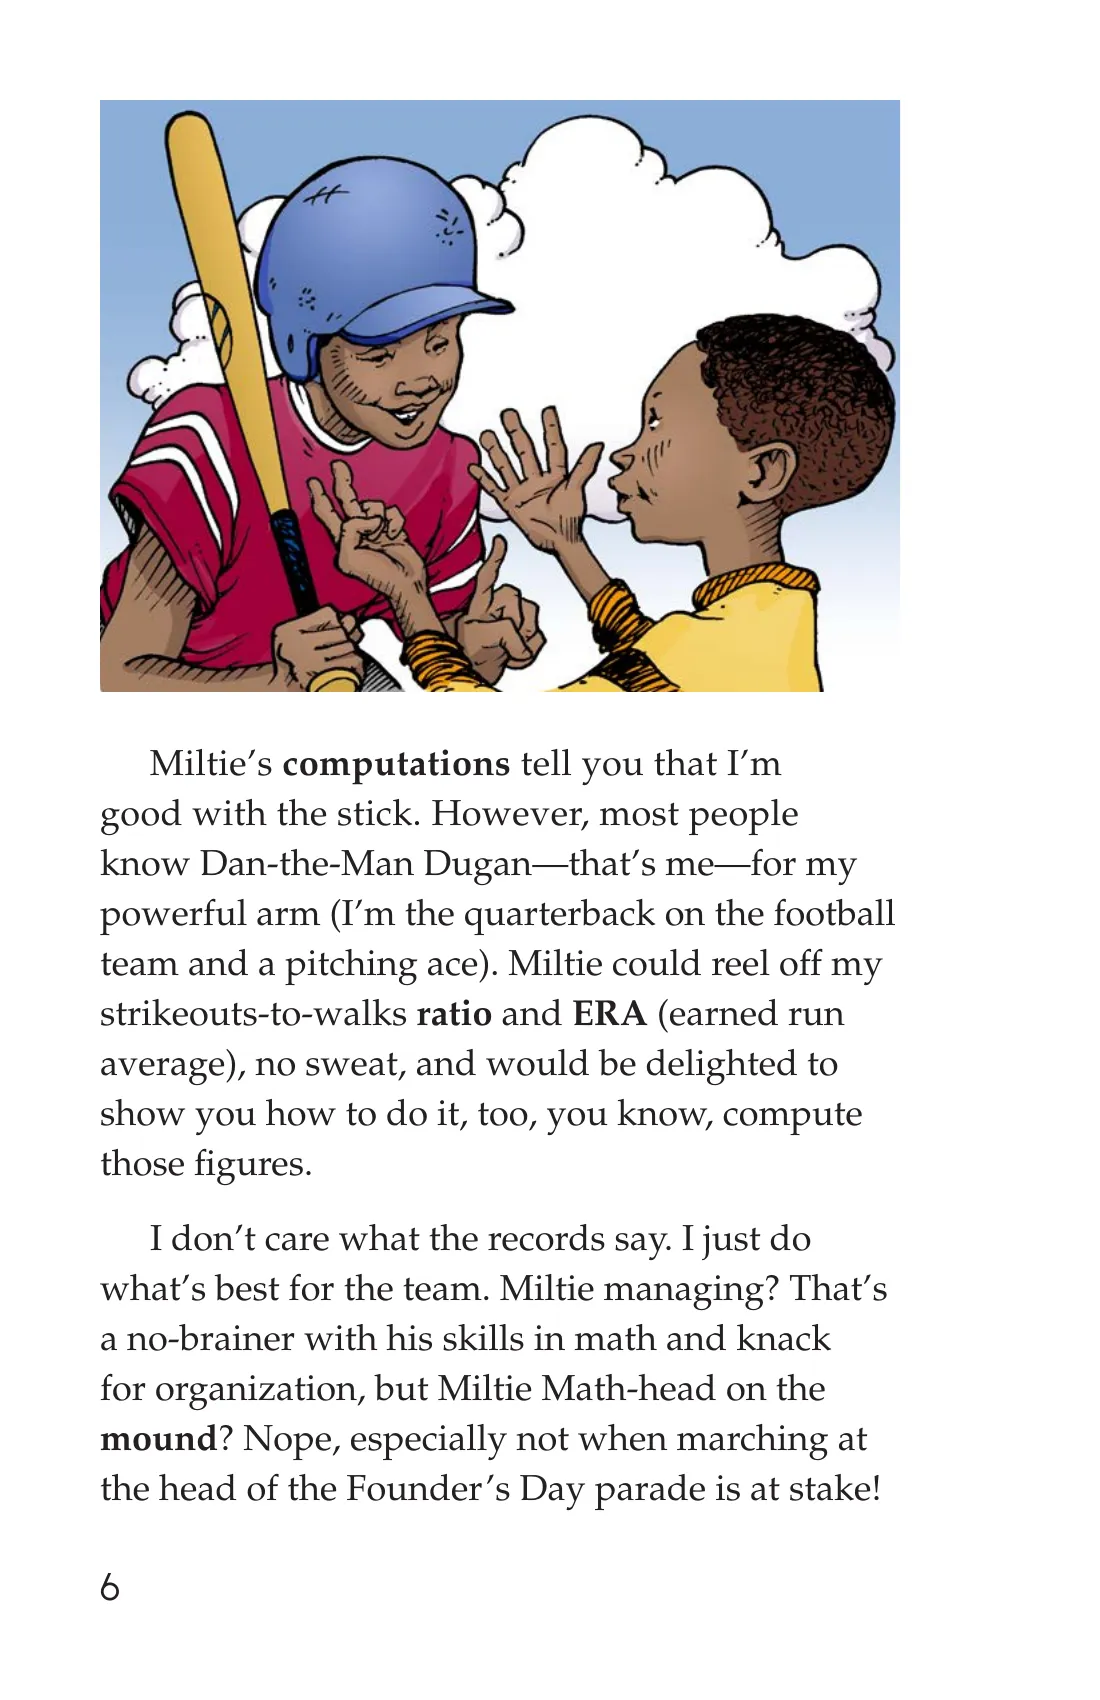 Miltie’s computations tell you that I’m
good with the stick. However, most people
know Dan-the-Man Dugan—that’s me—for my
powerful arm (I’m the quarterback on the football
team and a pitching ace). Miltie could reel off my
strikeouts-to-walks ratio and ERA (earned run
average), no sweat, and would be delighted to
show you how to do it, too, you know, compute
those figures.
I don’t care what the records say. I just do
what’s best for the team. Miltie managing? That’s
a no-brainer with his skills in math and knack
for organization, but Miltie Math-head on the
mound? Nope, especially not when marching at
the head of the Founder’s Day parade is at stake!
6